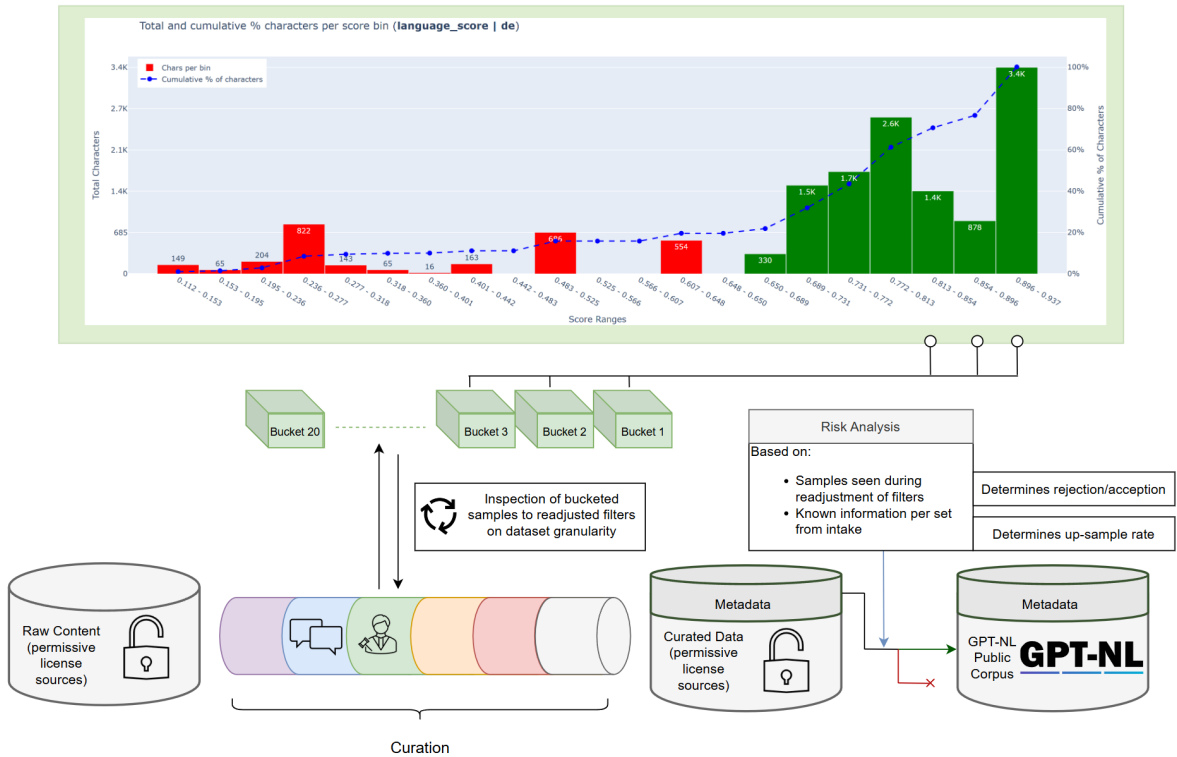 Total and cumulative % characters per score bin (language_score | de)
Chars per bin
Cumulative % of characters
Total Characters
3.4K
2.7K
2.1K
1.4K
685
0
149
65
204
822
143
65
16
163
686
554
330
1.5K
1.7K
2.6K
1.4K
878
3.4K
100%
80%
60%
40%
20%
0%
Cumulative % of Characters
0.112 - 0.153
0.153 - 0.195
0.195 - 0.236
0.236 - 0.277
0.277 - 0.318
0.318 - 0.360
0.360 - 0.401
0.401 - 0.442
0.442 - 0.483
0.483 - 0.525
0.525 - 0.566
0.566 - 0.607
0.607 - 0.648
0.648 - 0.650
0.650 - 0.689
0.689 - 0.731
0.731 - 0.772
0.772 - 0.813
0.813 - 0.854
0.854 - 0.896
0.896 - 0.937
Score Ranges
Bucket 20
Bucket 3
Bucket 2
Bucket 1
Inspection of bucketed
samples to readjusted filters
on dataset granularity
Risk Analysis
Based on:
• Samples seen during
readjustment of filters
• Known information per set
from intake
Determines rejection/acception
Determines up-sample rate
Raw Content
(permissive
license
sources)
Curation
Metadata
Curated Data
(permissive
license
sources)
Metadata
GPT-NL
Public
Corpus
GPT-NL